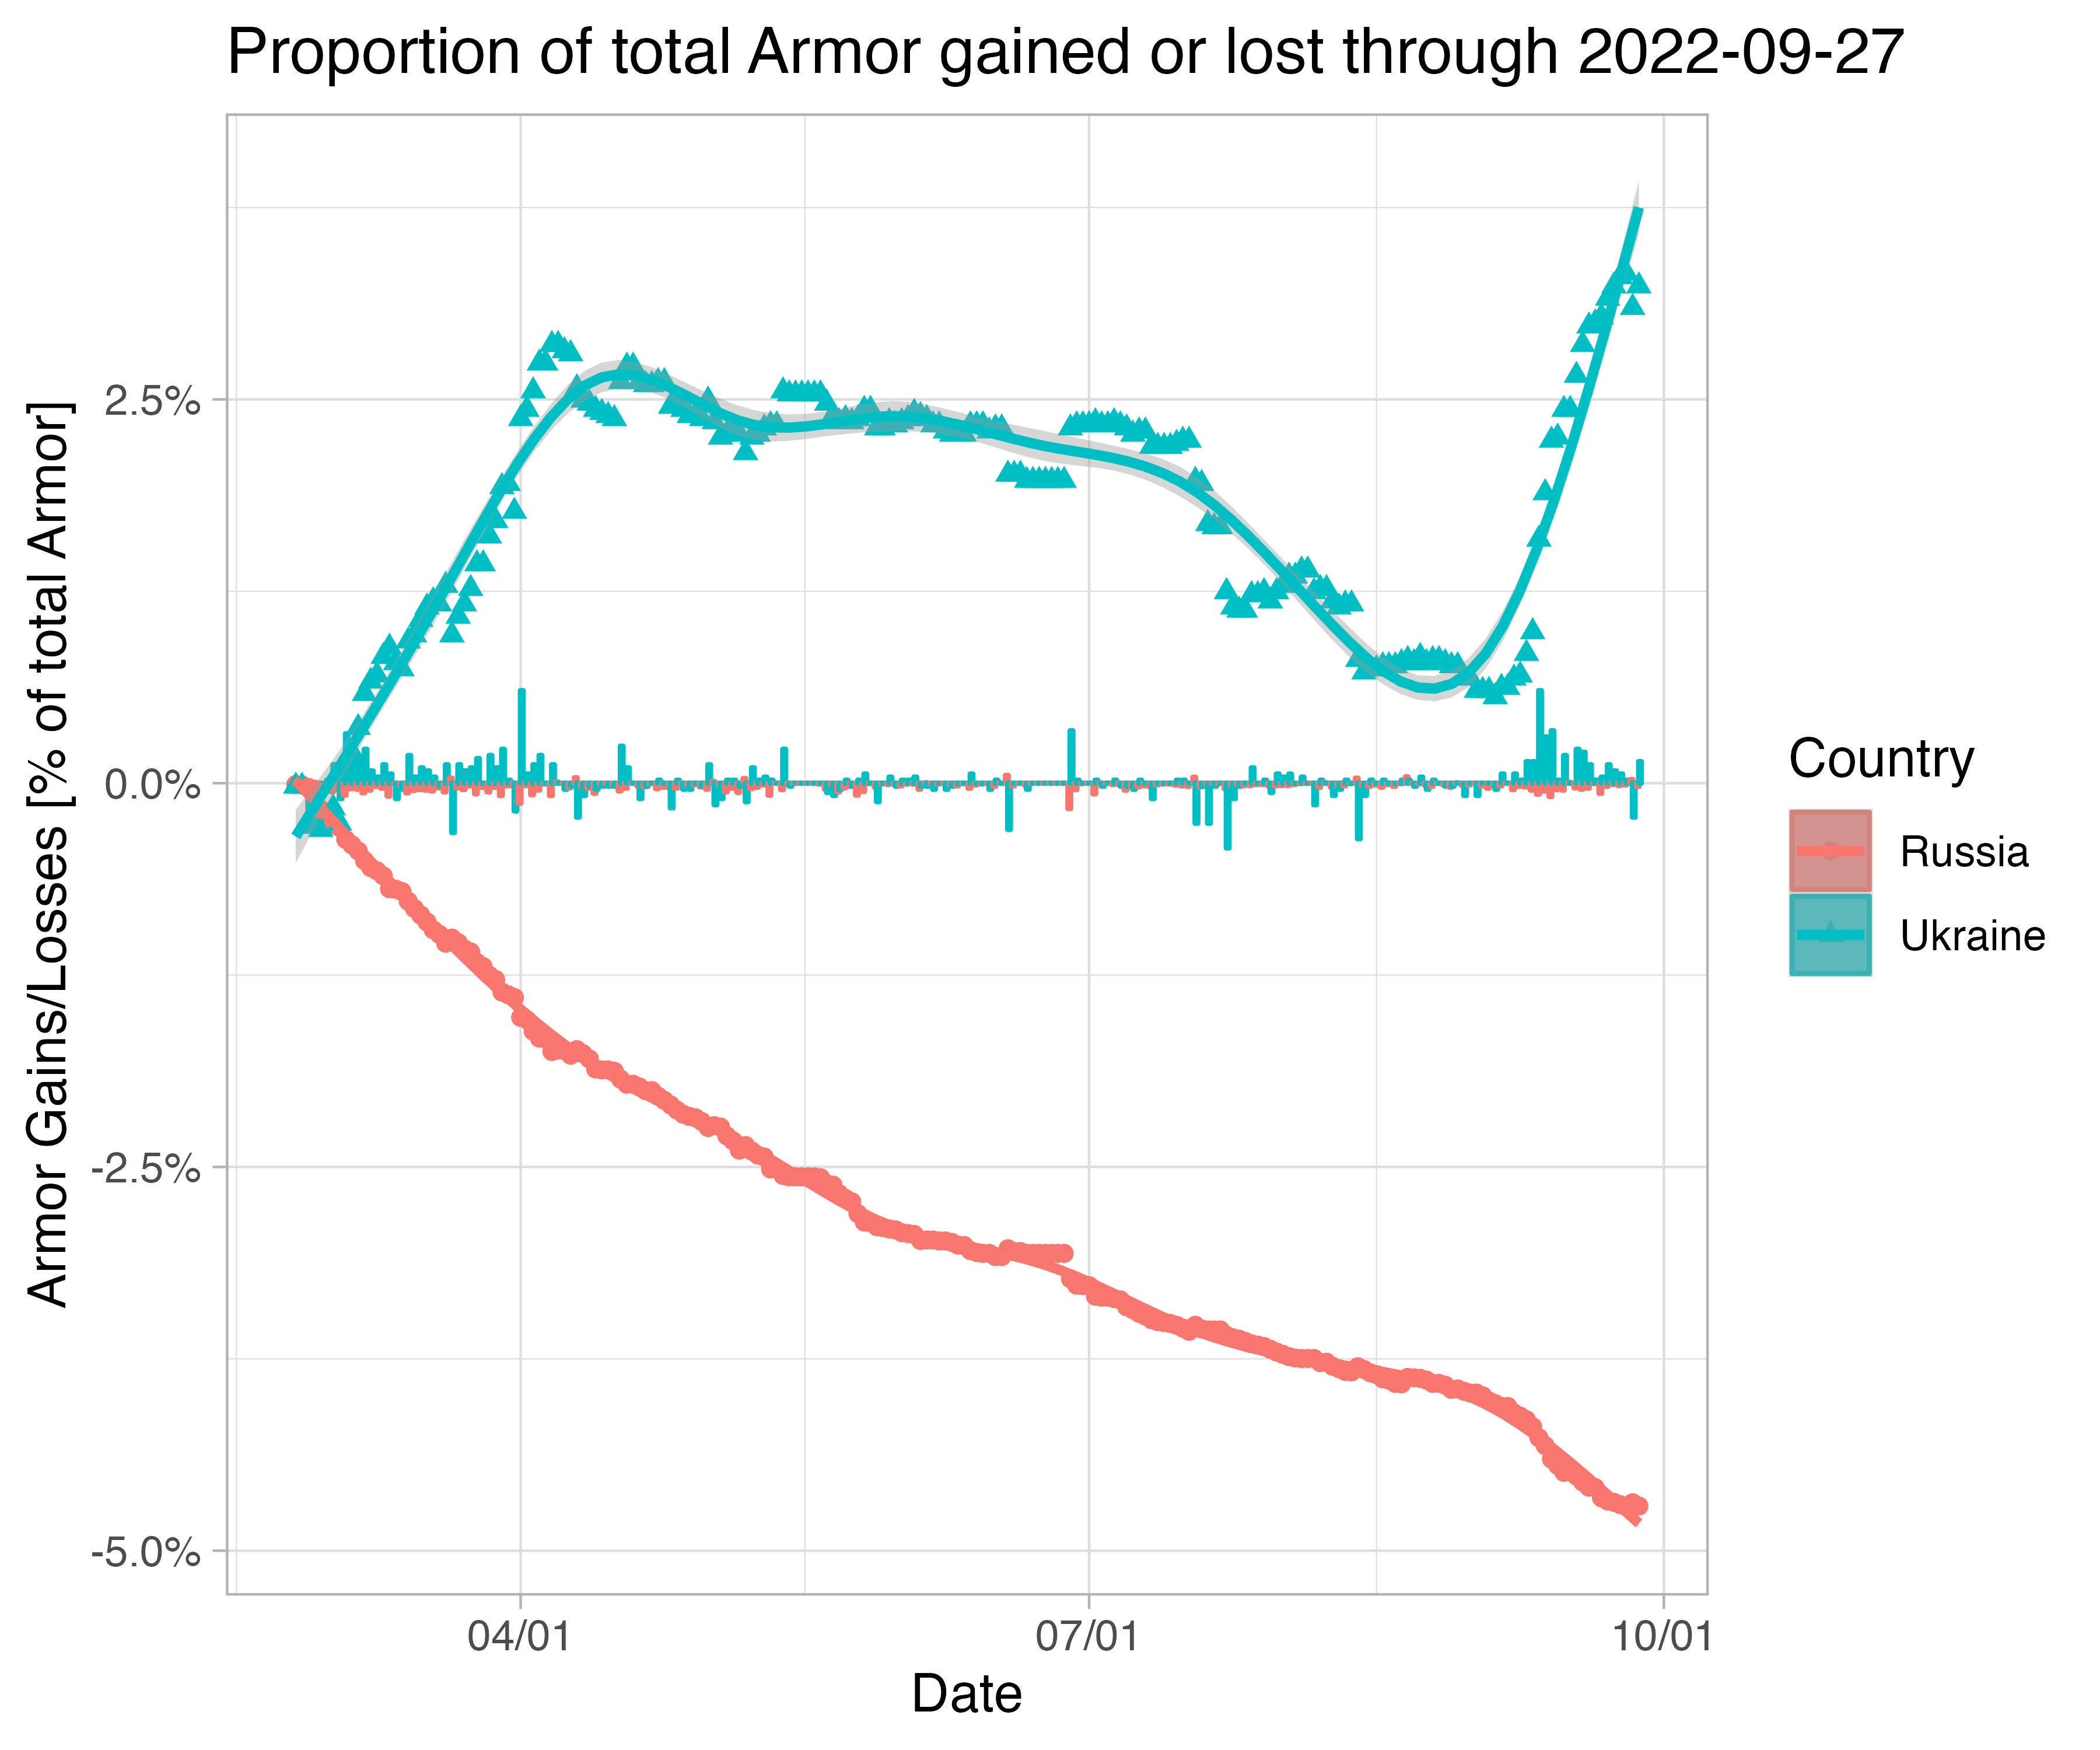 Proportion of total Armor gained or lost through 2022-09-27
Armor Gains/Losses [% of total Armor]
2.5%
0.0%
-2.5%
-5.0%
04/01
07/01
10/01
Date
Country
Russia
Ukraine